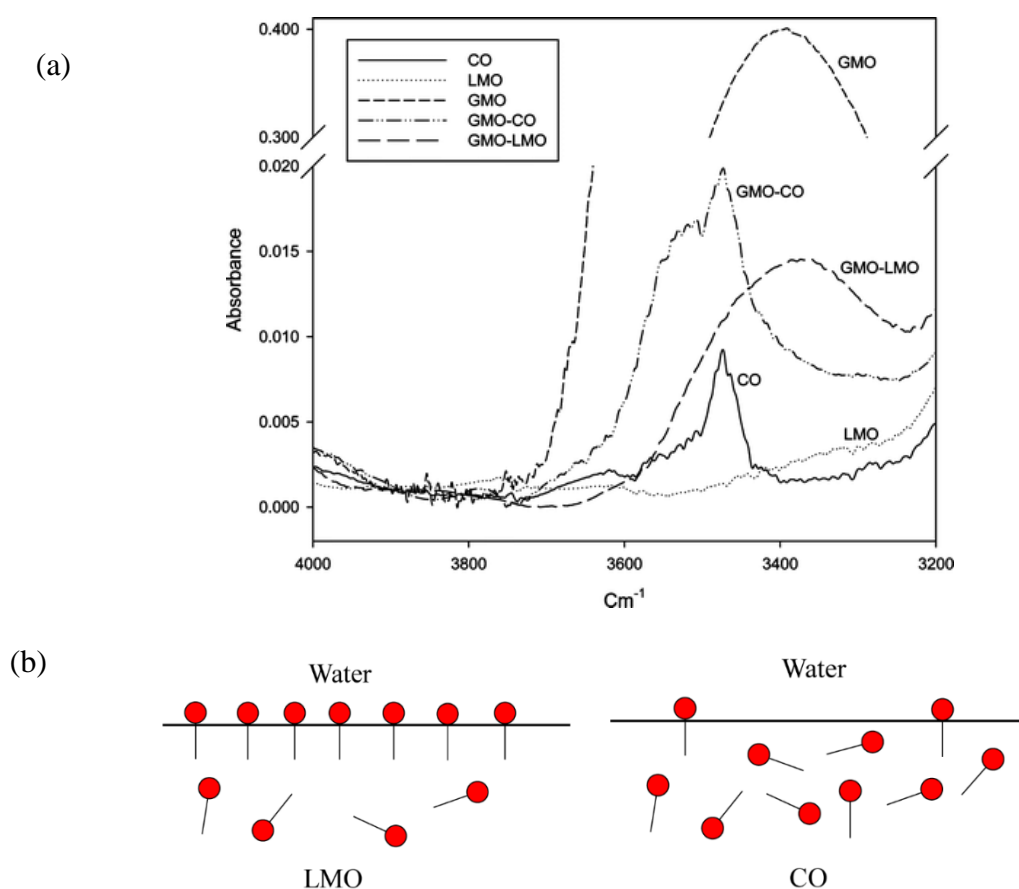 (a)
0.400
0.300
0.020
0.015
0.010
0.005
0.000
Absorbance
CO
LMO
GMO
GMO-CO
GMO-LMO
GMO
GMO-CO
GMO-LMO
CO
LMO
4000 3800 3600 3400 3200
Cm⁻¹
(b)
Water Water
LMO CO